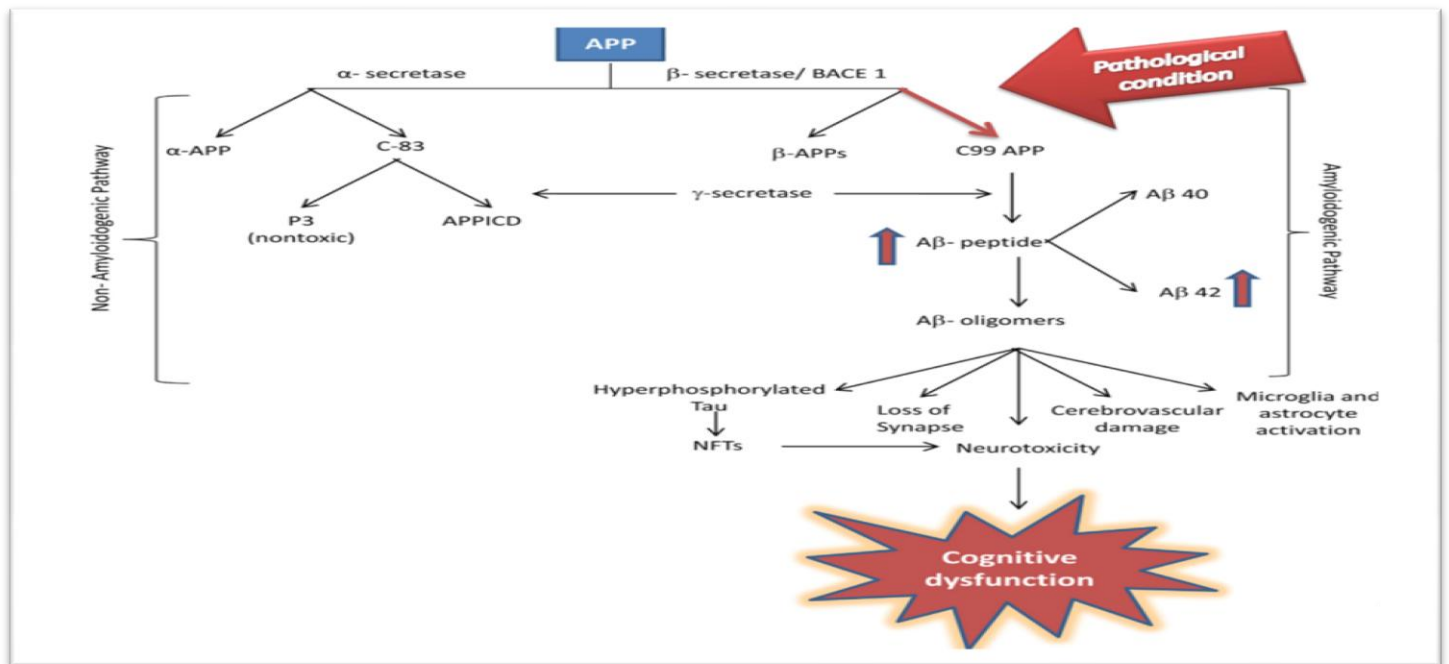 APP
Pathological
condition
α- secretase
β- secretase/ BACE 1
α-APP
C-83
β-APPs
C99 APP
γ-secretase
Aβ 40
P3
(nontoxic)
APPICD
Aβ- peptide
Aβ 42
Aβ- oligomers
Non- Amyloidogenic Pathway
Amyloidogenic Pathway
Hyperphosphorylated
Tau
Loss of
Synapse
Cerebrovascular
damage
Microglia and
astrocyte
activation
NFTs
Neurotoxicity
Cognitive
dysfunction